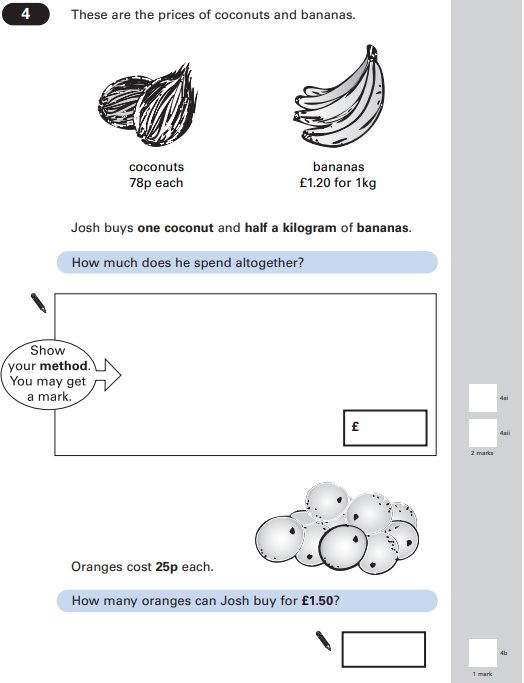 4
These are the prices of coconuts and bananas.
coconuts
78p each
bananas
£1.20 for 1kg
Josh buys one coconut and half a kilogram of bananas.
How much does he spend altogether?
Show
your method.
You may get
a mark.
£
4ai
4aii
2 marks
Oranges cost 25p each.
How many oranges can Josh buy for £1.50?
4b
1 mark